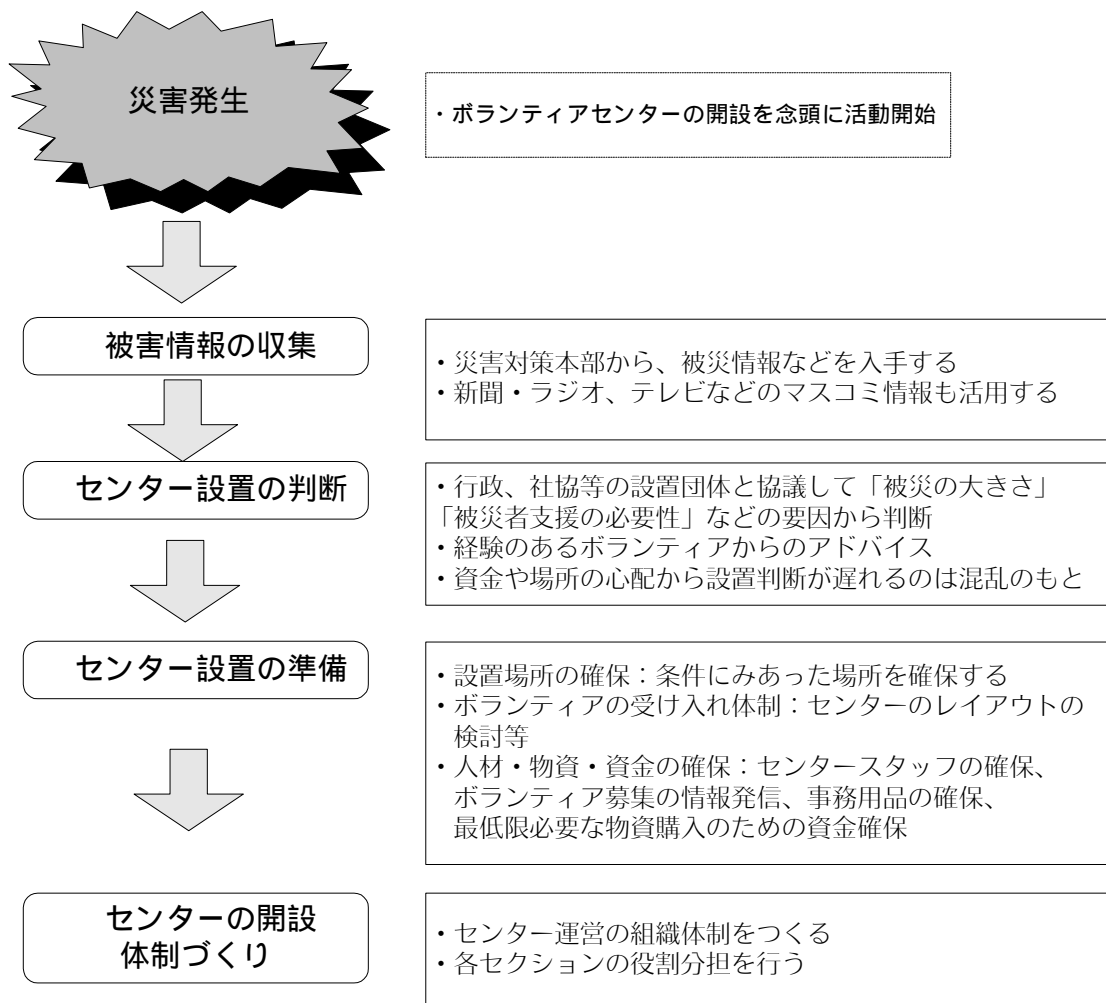 災害発生
・ボランティアセンターの開設を念頭に活動開始
被害情報の収集
・災害対策本部から、被災情報などを入手する
・新聞・ラジオ、テレビなどのマスコミ情報も活用する
センター設置の判断
・行政、社協等の設置団体と協議して「被災の大きさ」
「被災者支援の必要性」などの要因から判断
・経験のあるボランティアからのアドバイス
・資金や場所の心配から設置判断が遅れるのは混乱のもと
センター設置の準備
・設置場所の確保：条件にみあった場所を確保する
・ボランティアの受け入れ体制：センターのレイアウトの
検討等
・人材・物資・資金の確保：センタースタッフの確保、
ボランティア募集の情報発信、事務用品の確保、
最低限必要な物資購入のための資金確保
センターの開設
体制づくり
・センター運営の組織体制をつくる
・各セクションの役割分担を行う